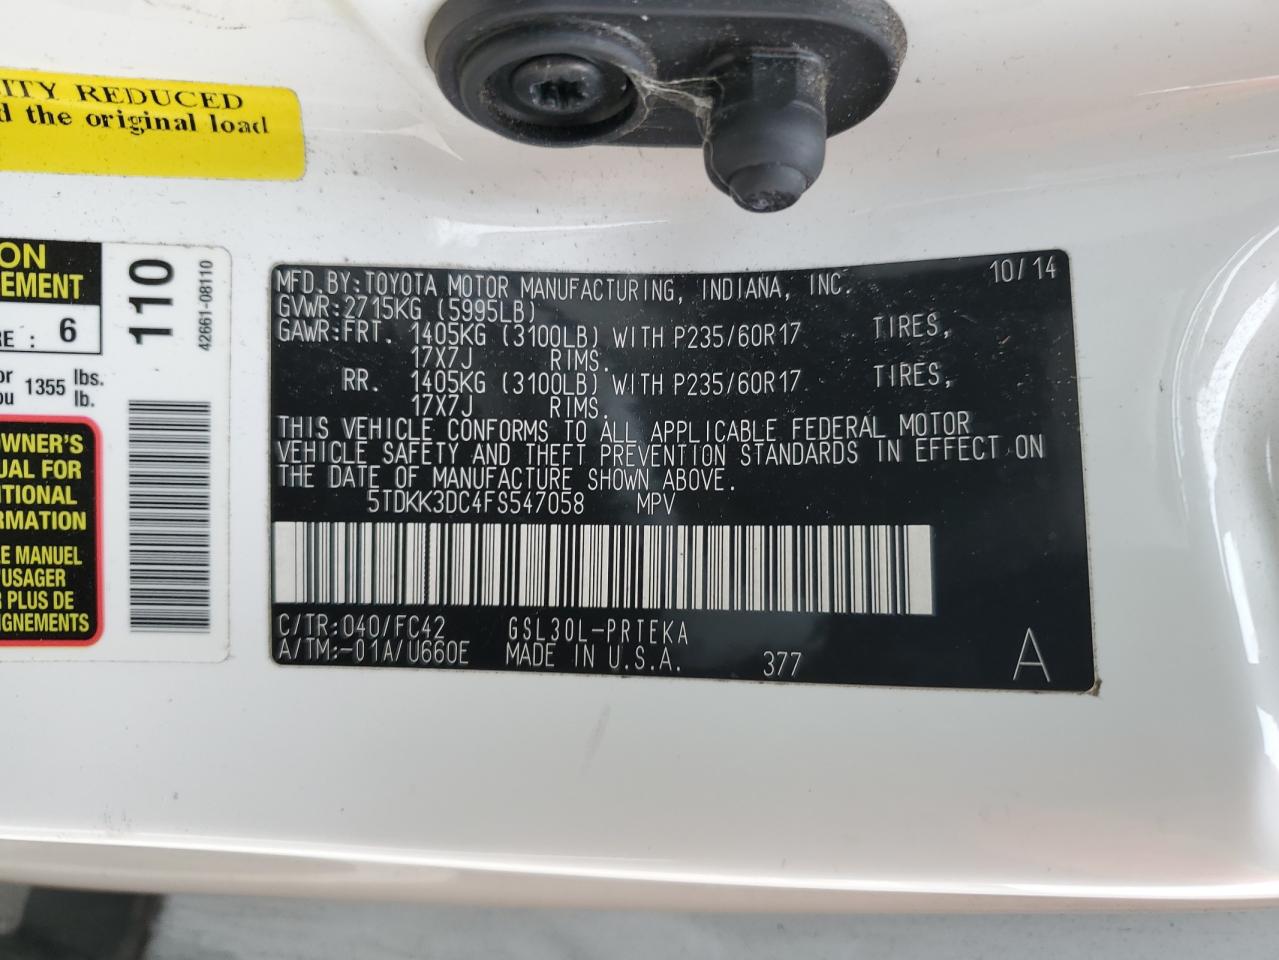 ITY REDUCED
d the original load
ON
EMENT
RE : 6
or 1355 lbs.
ou lb.
OWNER'S
UAL FOR
ITIONAL
RMATION
E MANUEL
'USAGER
R PLUS DE
IGNEMENTS
110
42661-08110
MFD.BY:TOYOTA MOTOR MANUFACTURING, INDIANA, INC. 10/14
GVWR:2715KG (5995LB)
GAWR:FRT. 1405KG (3100LB) WITH P235/60R17 TIRES,
17X7J RIMS.
RR. 1405KG (3100LB) WITH P235/60R17 TIRES,
17X7J RIMS.
THIS VEHICLE CONFORMS TO ALL APPLICABLE FEDERAL MOTOR
VEHICLE SAFETY AND THEFT PREVENTION STANDARDS IN EFFECT ON
THE DATE OF MANUFACTURE SHOWN ABOVE.
5TDKK3DC4FS547058 MPV
C/TR:040/FC42 GSL30L-PRTEKA
A/TM:-01A/U660E MADE IN U.S.A. 377 A